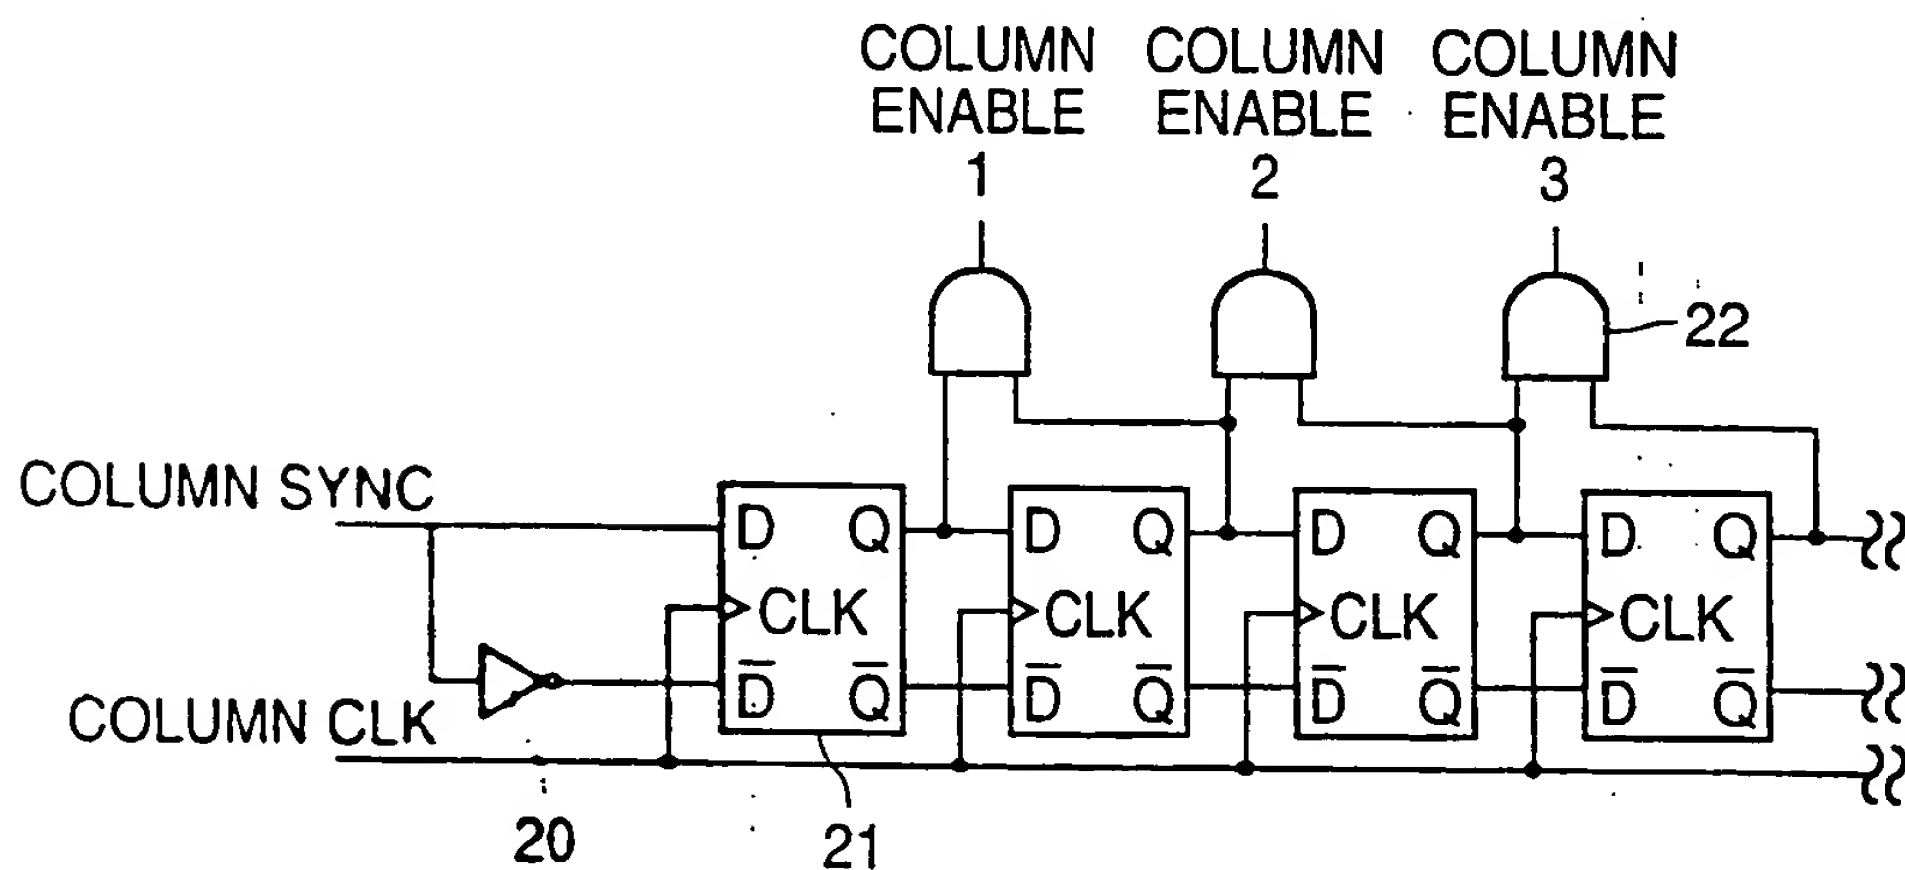 COLUMN ENABLE 1
COLUMN ENABLE 2
COLUMN ENABLE 3
22
COLUMN SYNC
D Q
CLK
D̅ Q̅
D Q
CLK
D̅ Q̅
D Q
CLK
D̅ Q̅
D Q
CLK
D̅ Q̅
COLUMN CLK
20
21